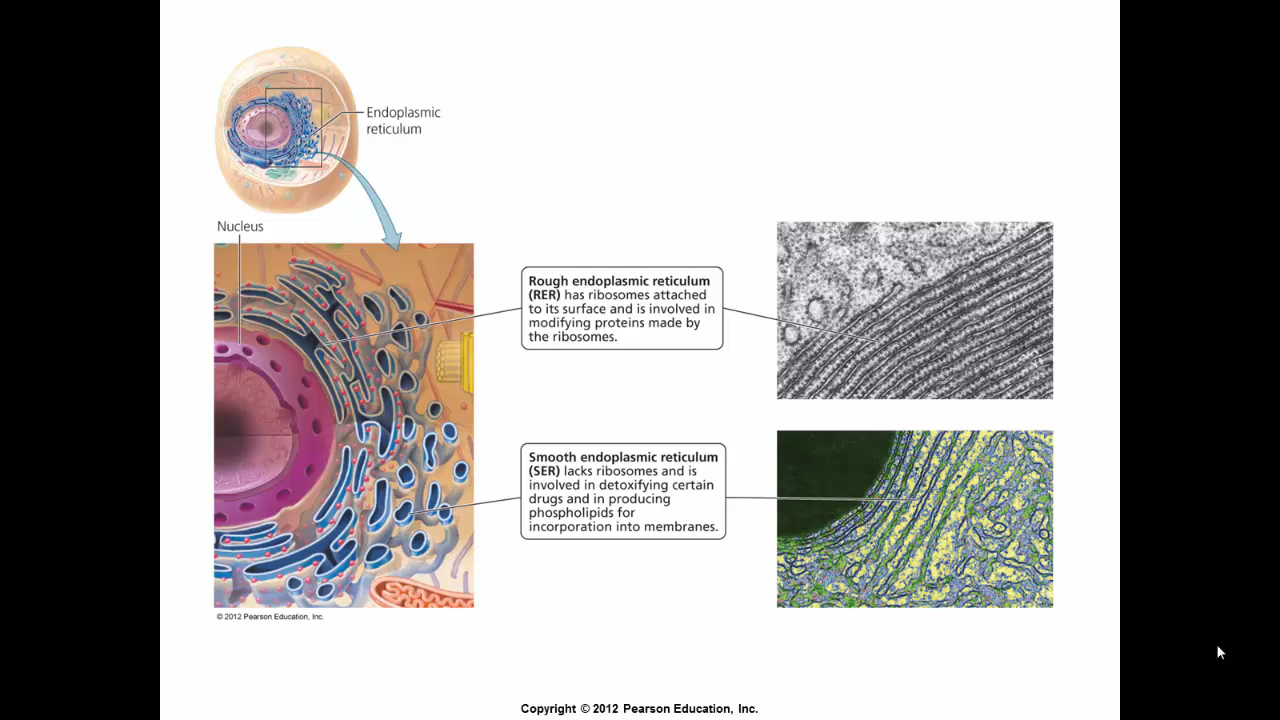 Endoplasmic
reticulum
Nucleus
Rough endoplasmic reticulum
(RER) has ribosomes attached
to its surface and is involved in
modifying proteins made by
the ribosomes.
Smooth endoplasmic reticulum
(SER) lacks ribosomes and is
involved in detoxifying certain
drugs and in producing
phospholipids for
incorporation into membranes.
© 2012 Pearson Education, Inc.
Copyright © 2012 Pearson Education, Inc.